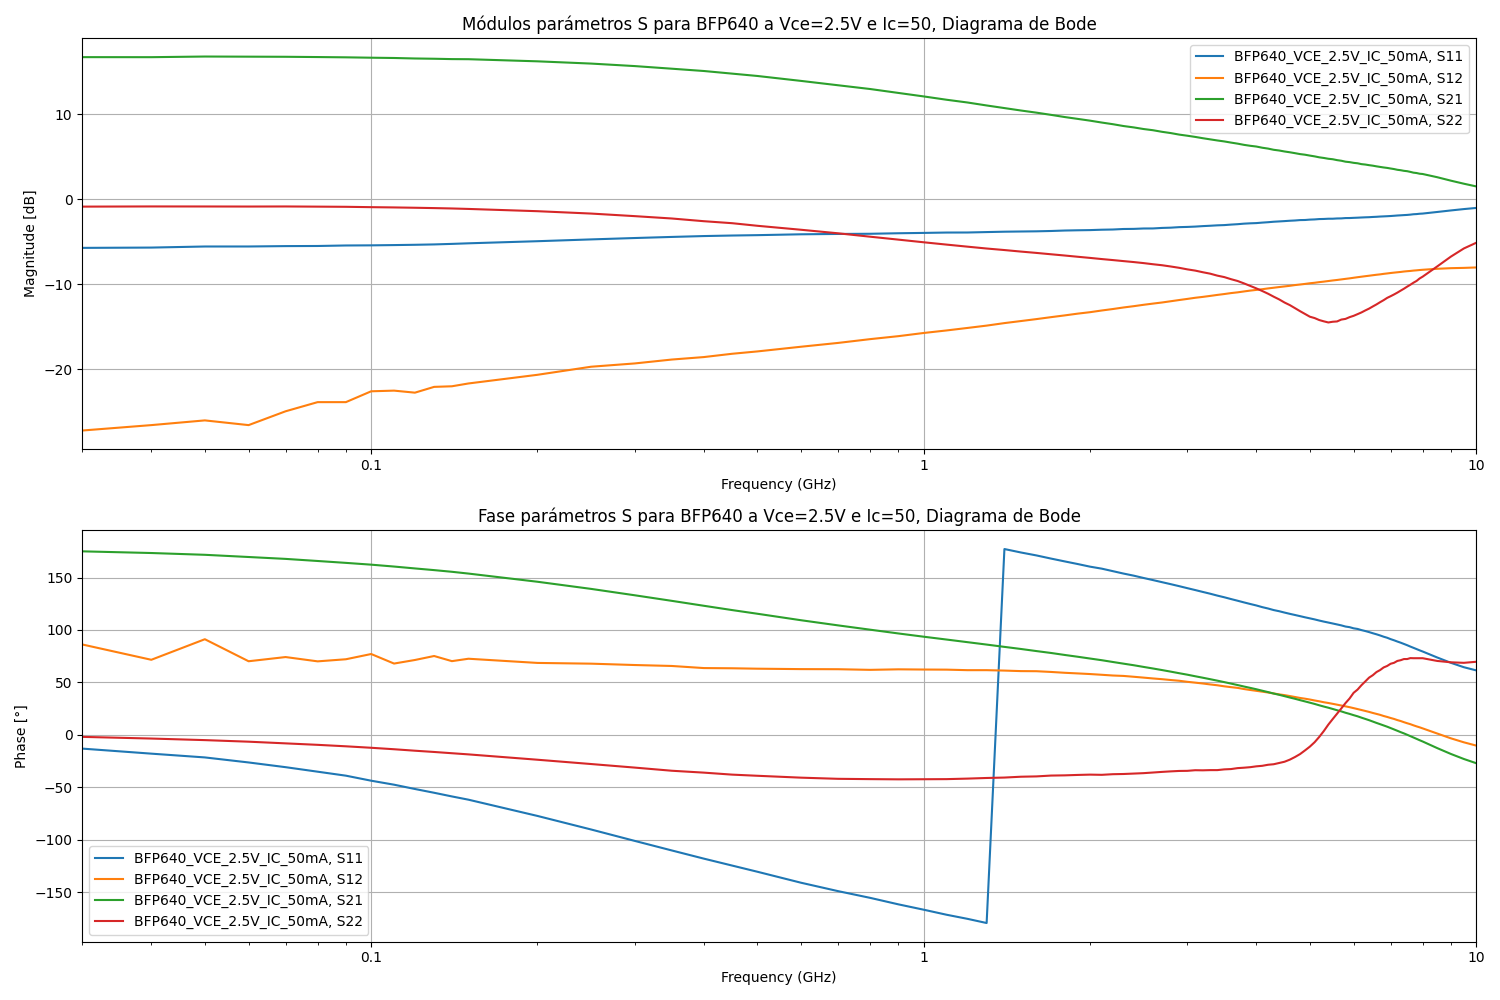 Módulos parámetros S para BFP640 a Vce=2.5V e Ic=50, Diagrama de Bode
BFP640_VCE_2.5V_IC_50mA, S11
BFP640_VCE_2.5V_IC_50mA, S12
BFP640_VCE_2.5V_IC_50mA, S21
BFP640_VCE_2.5V_IC_50mA, S22
Magnitude [dB]
10
0
−10
−20
0.1
1
10
Frequency (GHz)
Fase parámetros S para BFP640 a Vce=2.5V e Ic=50, Diagrama de Bode
Phase [°]
150
100
50
0
−50
−100
−150
BFP640_VCE_2.5V_IC_50mA, S11
BFP640_VCE_2.5V_IC_50mA, S12
BFP640_VCE_2.5V_IC_50mA, S21
BFP640_VCE_2.5V_IC_50mA, S22
0.1
1
10
Frequency (GHz)